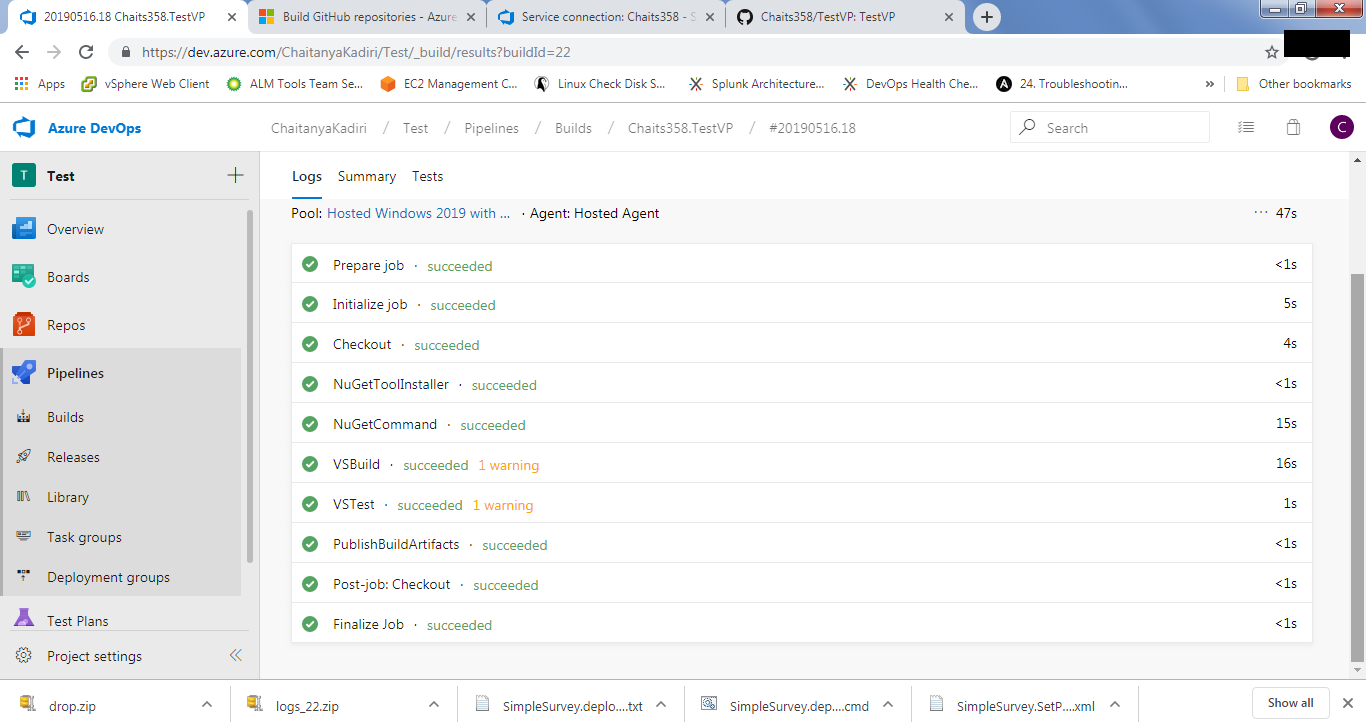 20190516.18 Chaits358.TestVP
Build GitHub repositories - Azure
Service connection: Chaits358 - S
Chaits358/TestVP: TestVP
https://dev.azure.com/ChaitanyaKadiri/Test/_build/results?buildId=22
Apps
vSphere Web Client
ALM Tools Team Se...
EC2 Management C...
Linux Check Disk S...
Splunk Architecture...
DevOps Health Che...
24. Troubleshootin...
»
Other bookmarks
Azure DevOps
ChaitanyaKadiri / Test / Pipelines / Builds / Chaits358.TestVP / #20190516.18
Search
C
T
Test
Overview
Boards
Repos
Pipelines
Builds
Releases
Library
Task groups
Deployment groups
Test Plans
Project settings
Logs
Summary
Tests
Pool: Hosted Windows 2019 with ... · Agent: Hosted Agent
··· 47s
Prepare job · succeeded <1s
Initialize job · succeeded 5s
Checkout · succeeded 4s
NuGetToolInstaller · succeeded <1s
NuGetCommand · succeeded 15s
VSBuild · succeeded 1 warning 16s
VSTest · succeeded 1 warning 1s
PublishBuildArtifacts · succeeded <1s
Post-job: Checkout · succeeded <1s
Finalize Job · succeeded <1s
drop.zip
logs_22.zip
SimpleSurvey.deplo....txt
SimpleSurvey.dep....cmd
SimpleSurvey.SetP....xml
Show all